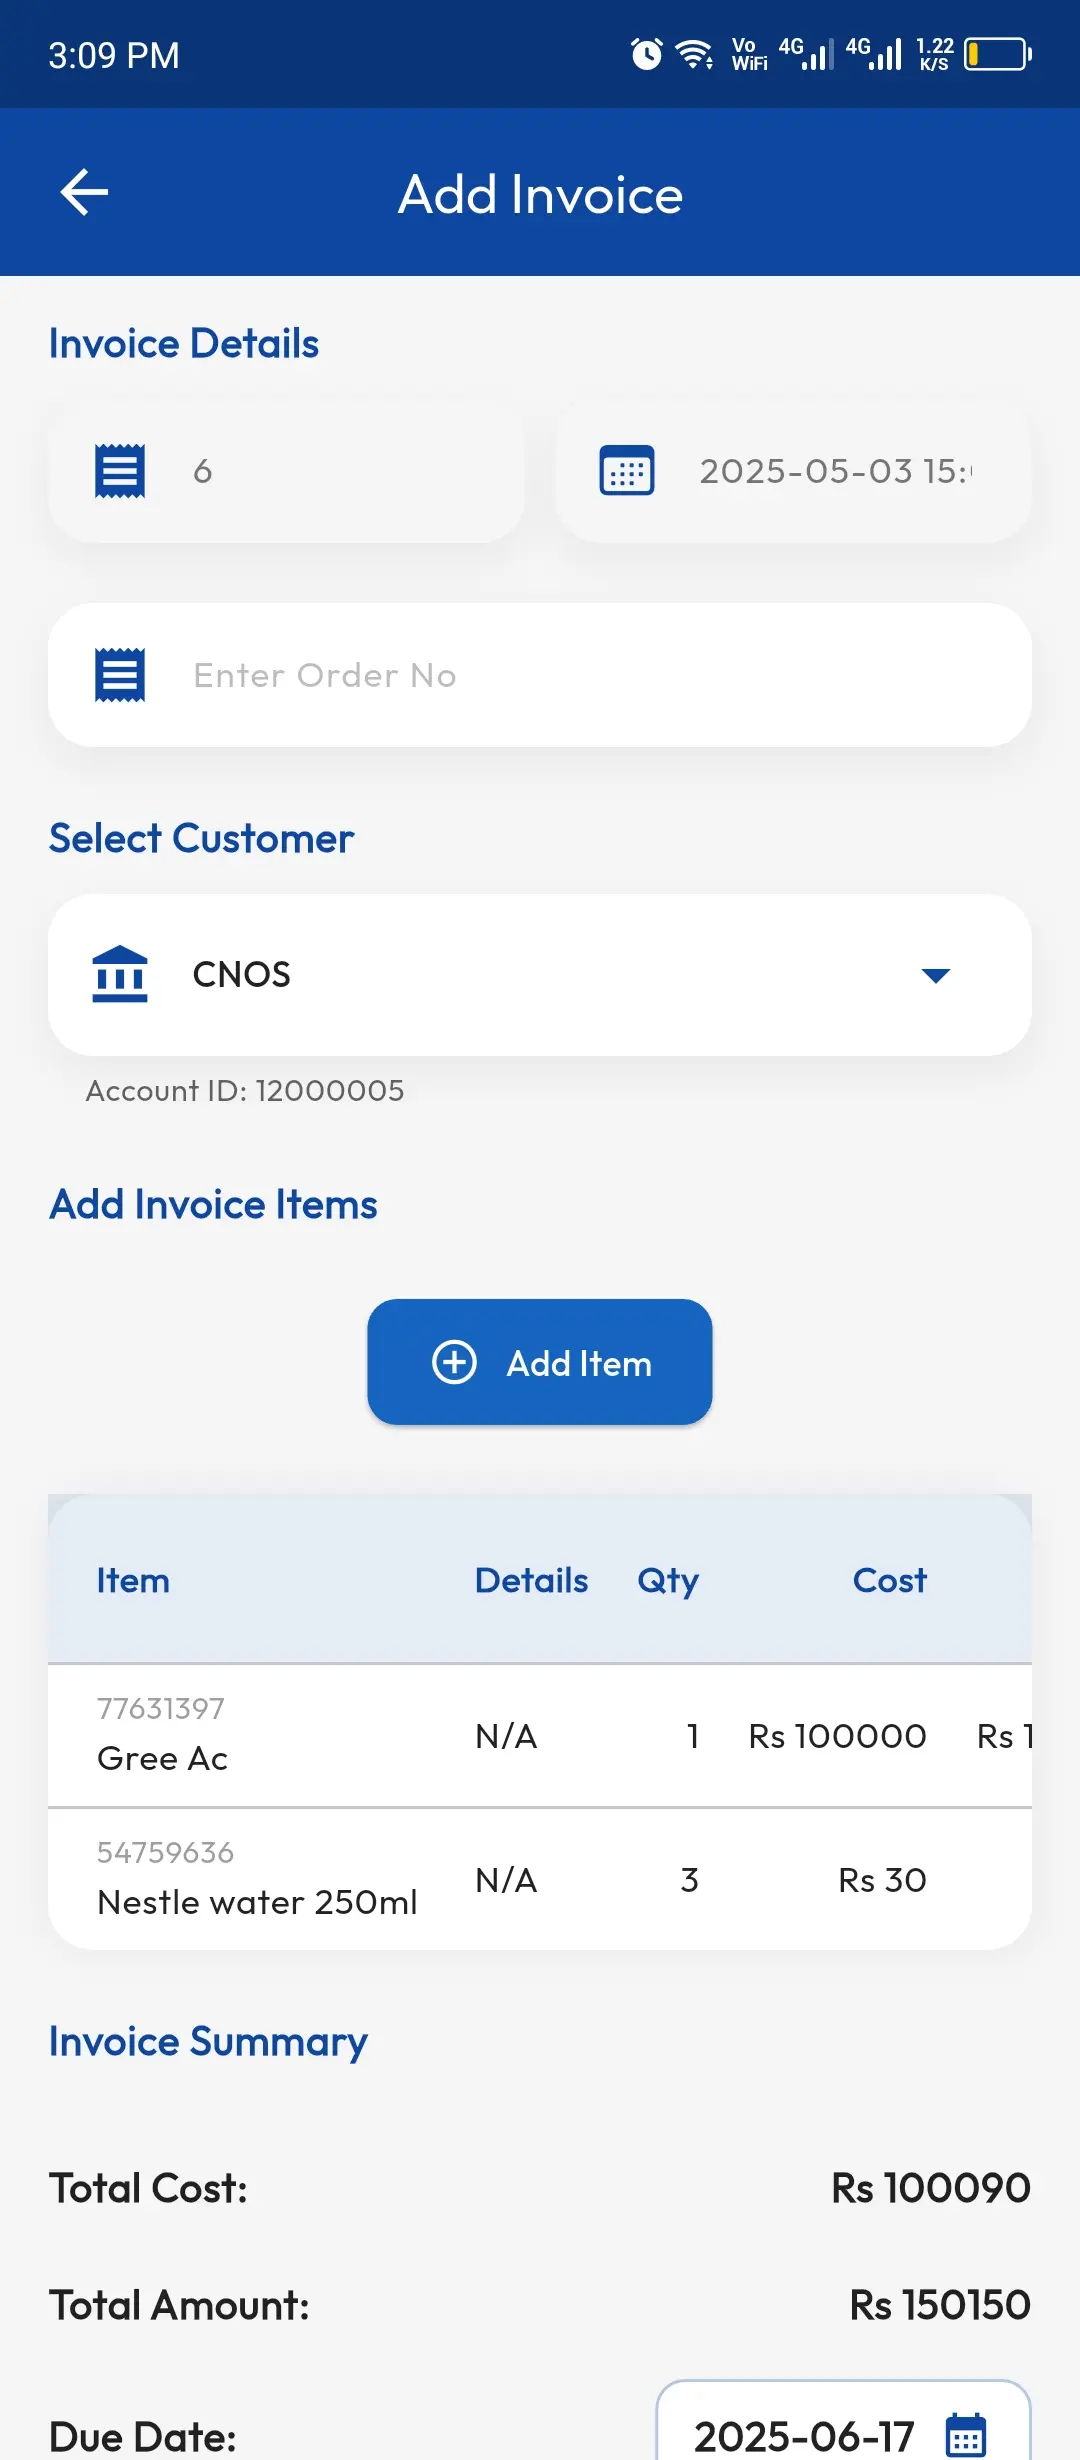 3:09 PM
Vo WiFi 4G 4G 1.22 K/S
Add Invoice
Invoice Details
6
2025-05-03 15:
Enter Order No
Select Customer
CNOS
Account ID: 12000005
Add Invoice Items
Add Item
Item Details Qty Cost
77631397
Gree Ac N/A 1 Rs 100000 Rs 1
54759636
Nestle water 250ml N/A 3 Rs 30
Invoice Summary
Total Cost: Rs 100090
Total Amount: Rs 150150
Due Date: 2025-06-17